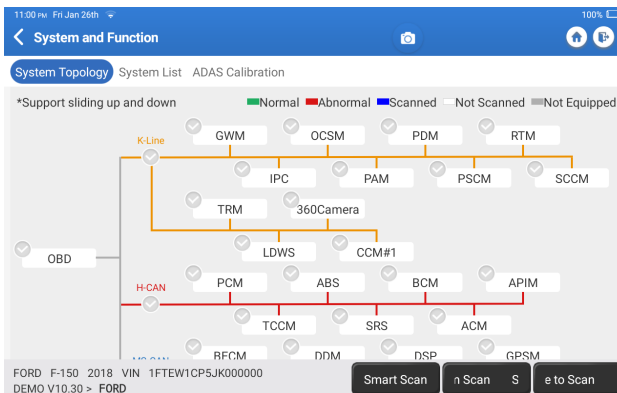 11:00 PM Fri Jan 26th 100%
System and Function
System Topology System List ADAS Calibration
*Support sliding up and down Normal Abnormal Scanned Not Scanned Not Equipped
K-Line GWM OCSM PDM RTM
IPC PAM PSCM SCCM
TRM 360Camera
LDWS CCM#1
OBD
H-CAN PCM ABS BCM APIM
TCCM SRS ACM
BFCM DDM DSP GPSM
FORD F-150 2018 VIN 1FTEW1CP5JK000000
DEMO V10.30 > FORD
Smart Scan n Scan S e to Scan